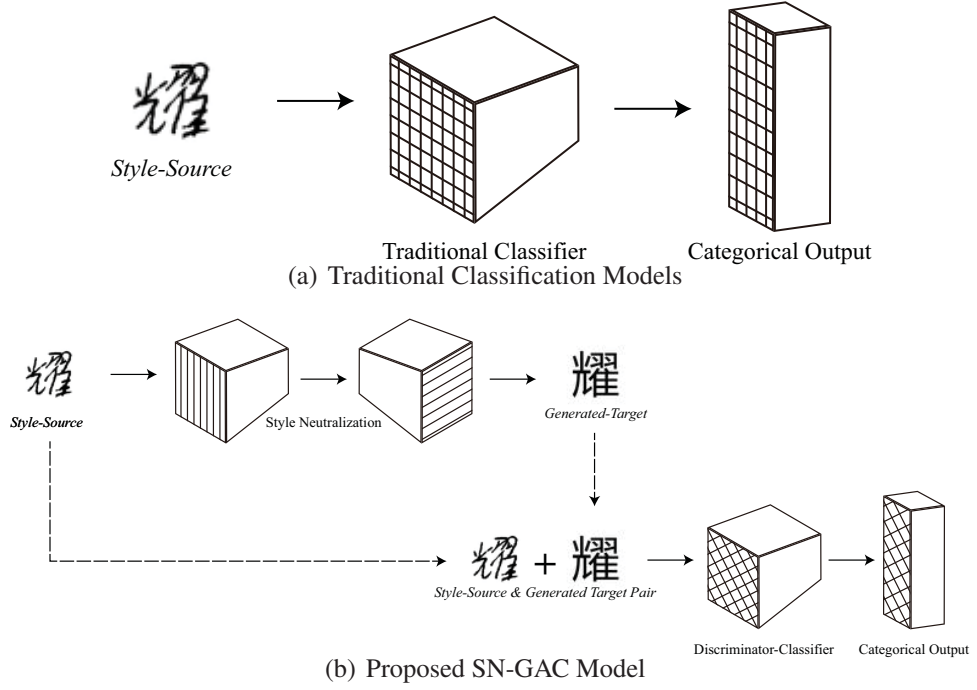 耀
Style-Source
Traditional Classifier
Categorical Output
(a) Traditional Classification Models
耀
耀
Style-Source
Style Neutralization
Generated-Target
耀 + 耀
Style-Source & Generated Target Pair
Discriminator-Classifier
Categorical Output
(b) Proposed SN-GAC Model